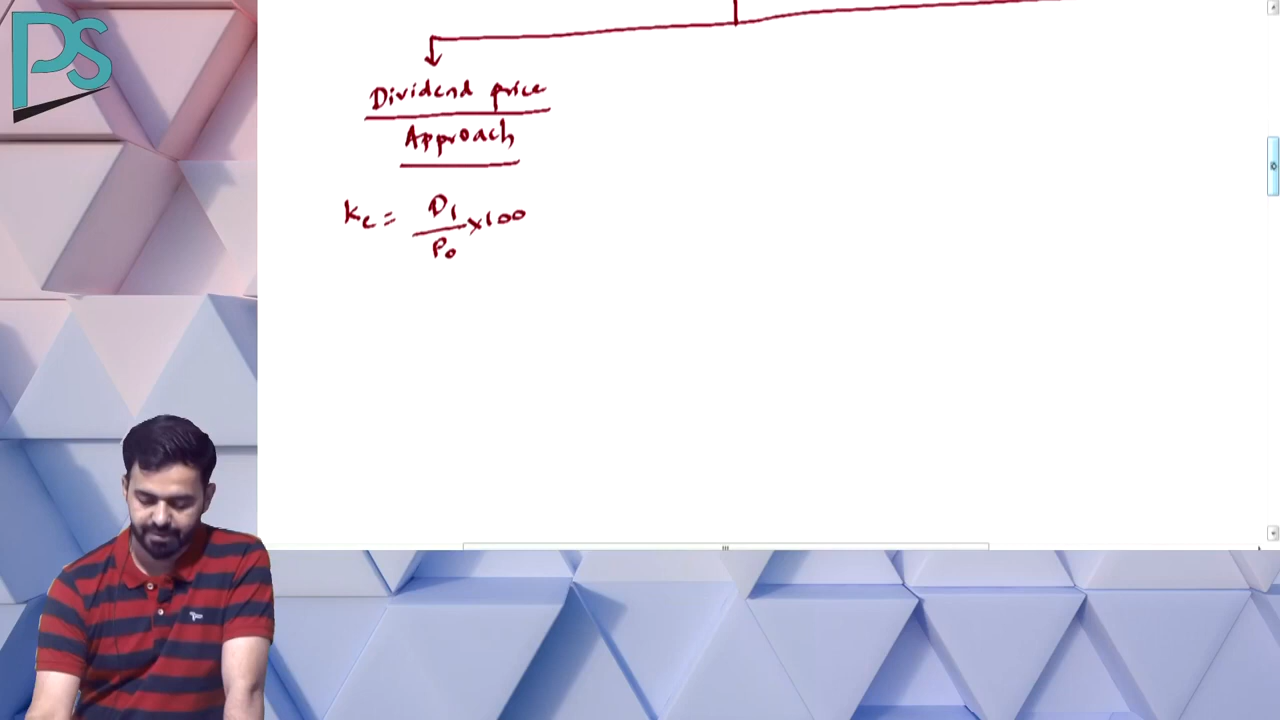 PS
Dividend price
Approach
Ke = D1/P0 ×100